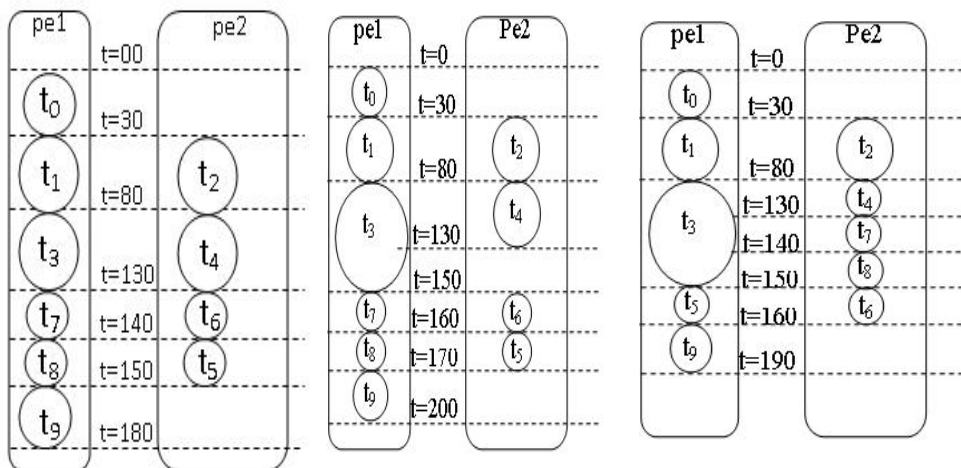 pe1 pe2
t=00
t0
t=30
t1 t2
t=80
t3 t4
t=130
t7 t6
t=140
t8 t5
t=150
t9
t=180
pe1 Pe2
t=0
t0
t=30
t1 t2
t=80
t3 t4
t=130
t=150
t7 t6
t=160
t8 t5
t=170
t9
t=200
pe1 Pe2
t=0
t0
t=30
t1 t2
t=80
t4
t=130
t3 t7
t=140
t8
t=150
t5 t6
t=160
t9
t=190